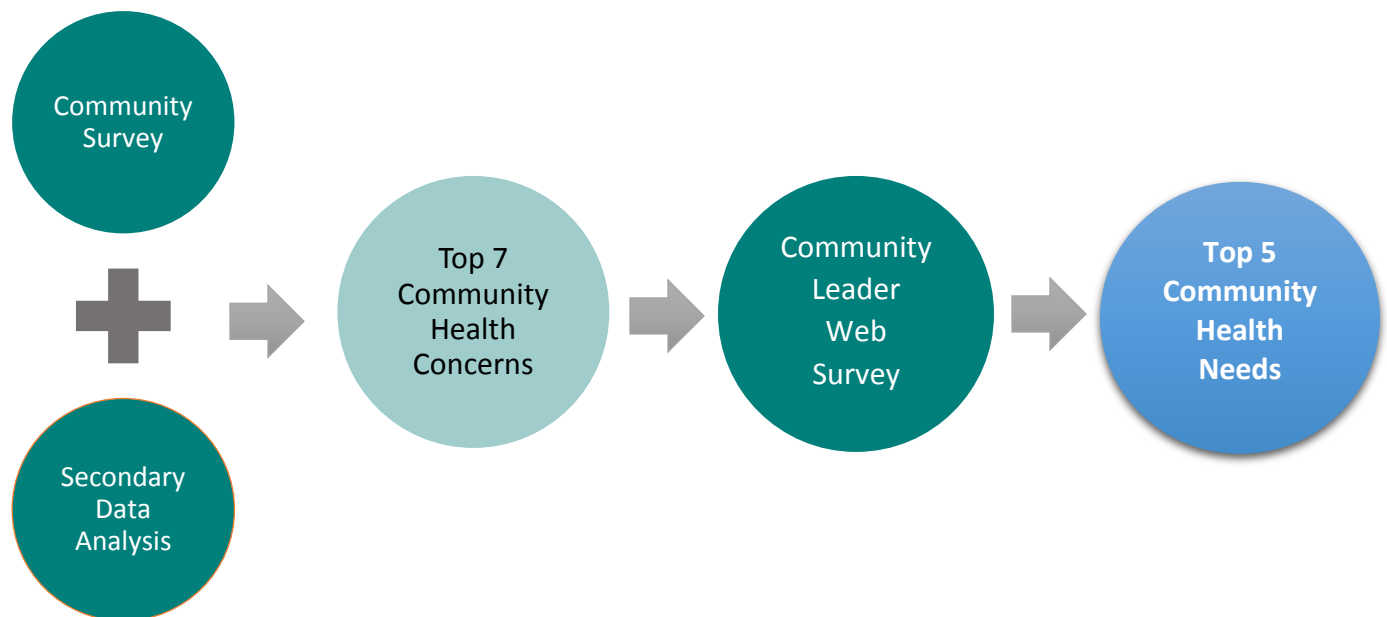 Community
Survey
Secondary
Data
Analysis
Top 7
Community
Health
Concerns
Community
Leader
Web
Survey
Top 5
Community
Health
Needs